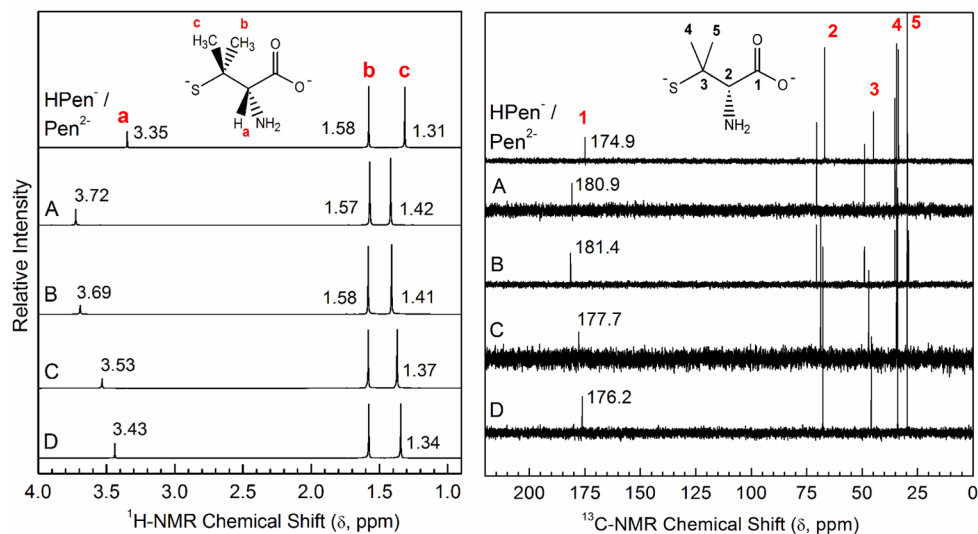 c b
H₃C CH₃ O
S⁻ O⁻
H NH₂
a
HPen⁻ /
Pen²⁻
a 3.35
b c
1.58 1.31
A 3.72 1.57 1.42
B 3.69 1.58 1.41
C 3.53 1.37
D 3.43 1.34
4.0 3.5 3.0 2.5 2.0 1.5 1.0
¹H-NMR Chemical Shift (δ, ppm)
Relative Intensity
4 5 O
S⁻ 3 2 1 O⁻
NH₂
2 4 5
3
HPen⁻ /
Pen²⁻
1
174.9
A 180.9
B 181.4
C 177.7
D 176.2
200 175 150 125 100 75 50 25 0
¹³C-NMR Chemical Shift (δ, ppm)